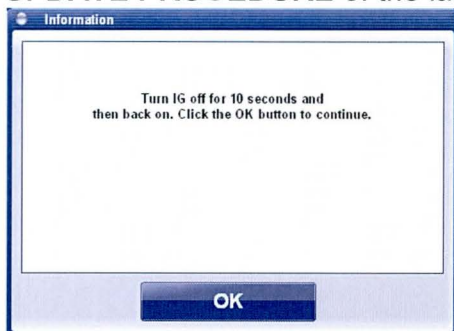 Information
Turn IG off for 10 seconds and
then back on. Click the OK button to continue.
OK